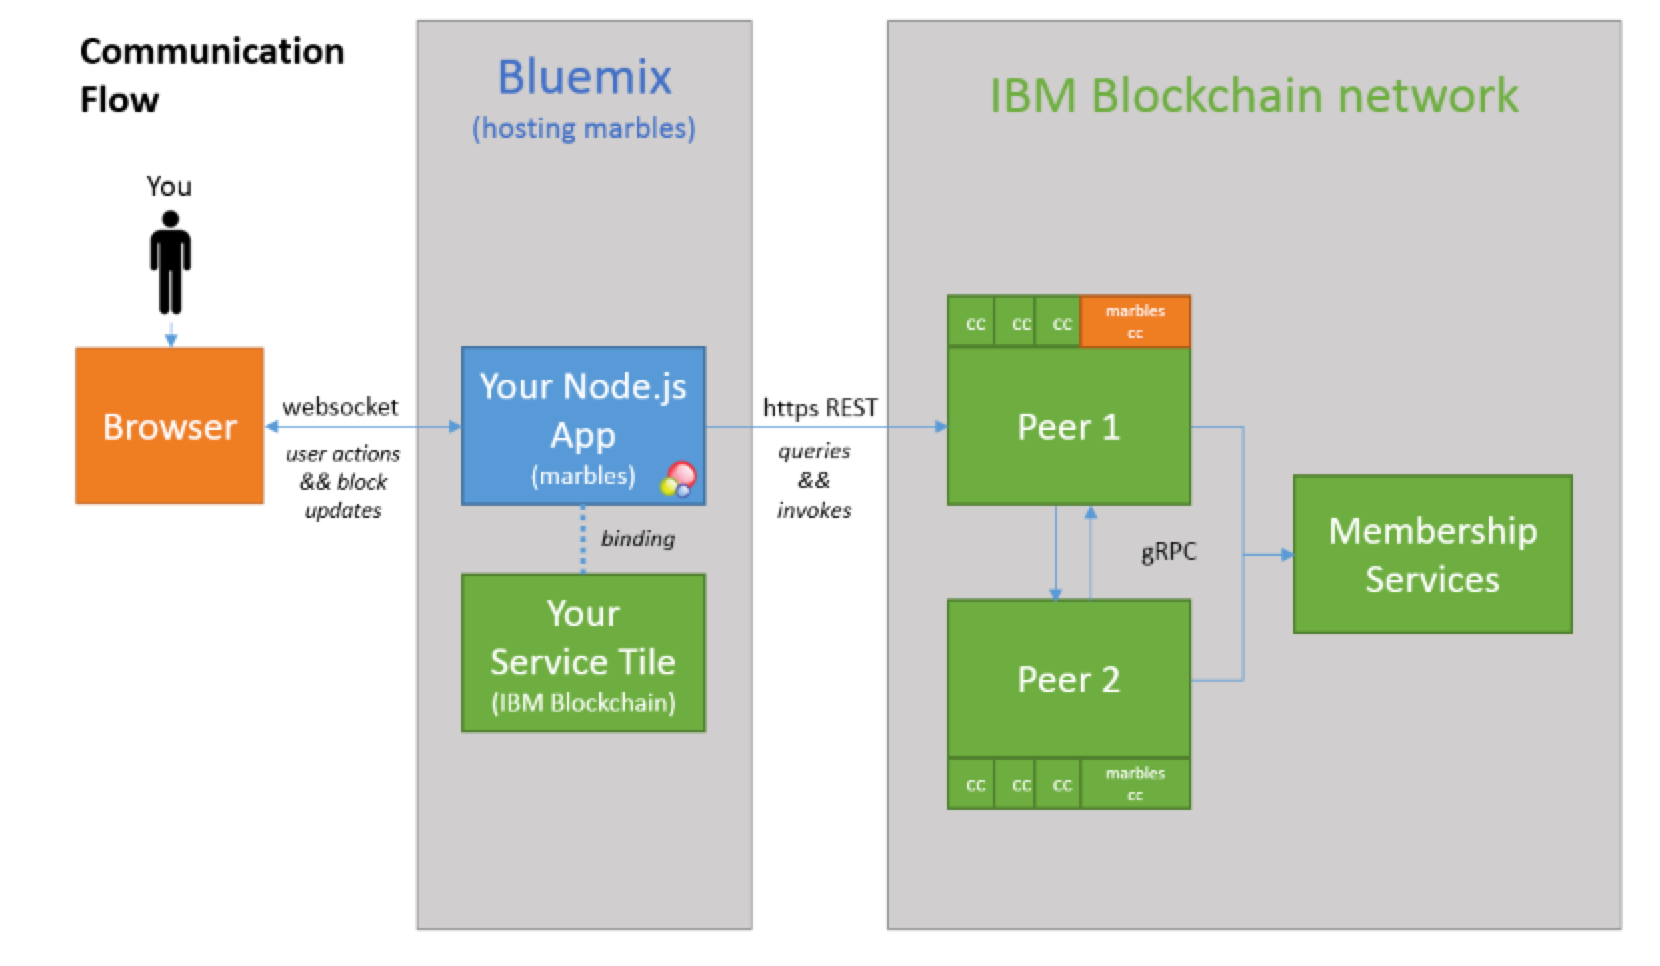 Communication
Flow
You
Browser
websocket
user actions
&& block
updates
Bluemix
(hosting marbles)
Your Node.js
App
(marbles)
binding
Your
Service Tile
(IBM Blockchain)
https REST
queries
&&
invokes
IBM Blockchain network
cc cc cc marbles
cc
Peer 1
gRPC
Membership
Services
Peer 2
cc cc cc marbles
cc